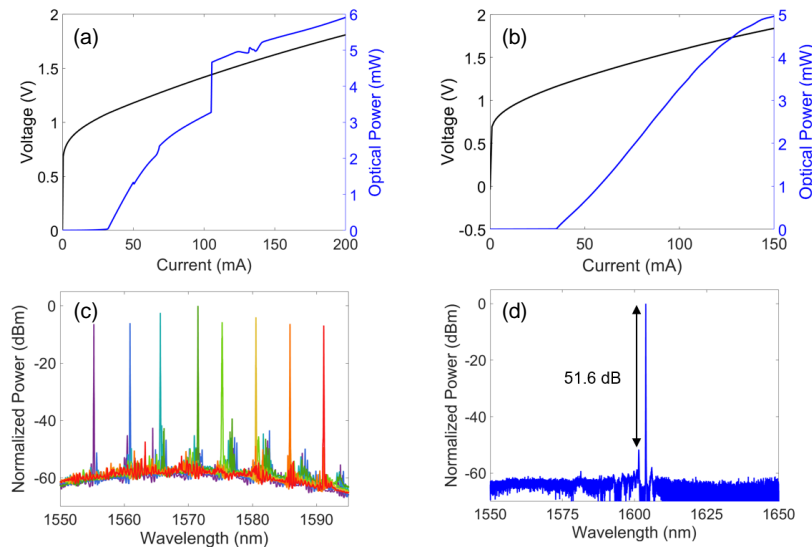 (a)
Voltage (V)
2
1.5
1
0.5
0
Optical Power (mW)
6
5
4
3
2
1
0
0 50 100 150 200
Current (mA)
(b)
Voltage (V)
2
1.5
1
0.5
0
-0.5
Optical Power (mW)
5
4
3
2
1
0
0 50 100 150
Current (mA)
(c)
Normalized Power (dBm)
0
-20
-40
-60
1550 1560 1570 1580 1590
Wavelength (nm)
(d)
Normalized Power (dBm)
0
-20
-40
-60
51.6 dB
1550 1600 1650
Wavelength (nm)